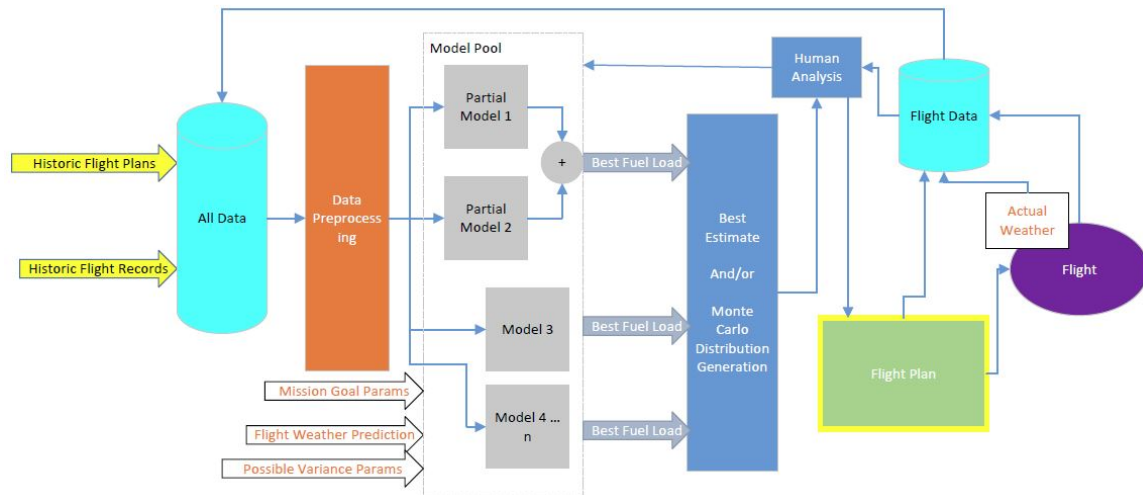 Model Pool
Human
Analysis
Flight Data
Partial
Model 1
Historic Flight Plans
+
Best Fuel Load
All Data
Data
Preprocess
ing
Partial
Model 2
Best
Estimate
And/or
Monte
Carlo
Distribution
Generation
Actual
Weather
Historic Flight Records
Flight
Model 3
Best Fuel Load
Flight Plan
Mission Goal Params
Model 4 ...
n
Best Fuel Load
Flight Weather Prediction
Possible Variance Params